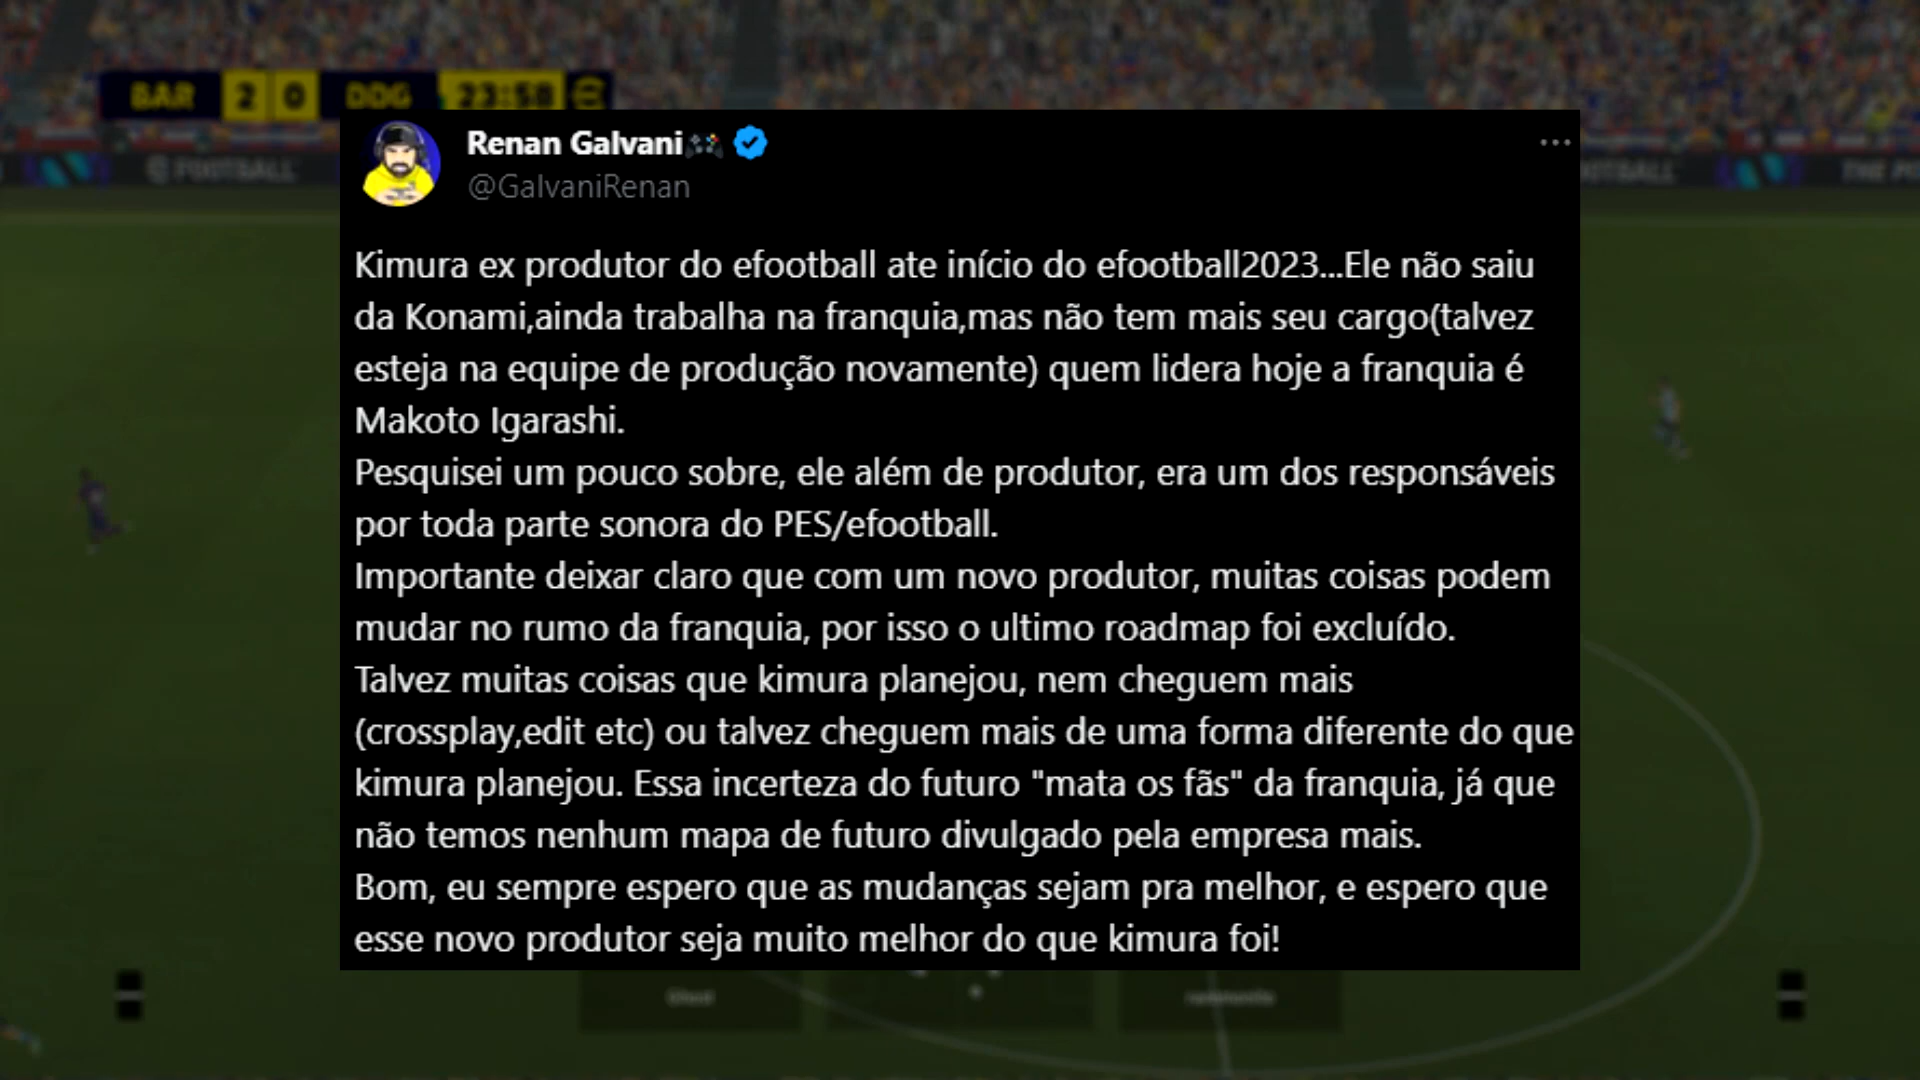 BAR 2 0 DOG 23:58
FOOTBALL
THE
Renan Galvani
@GalvaniRenan
Kimura ex produtor do efootball ate início do efootball2023...Ele não saiu
da Konami,ainda trabalha na franquia,mas não tem mais seu cargo(talvez
esteja na equipe de produção novamente) quem lidera hoje a franquia é
Makoto Igarashi.
Pesquisei um pouco sobre, ele além de produtor, era um dos responsáveis
por toda parte sonora do PES/efootball.
Importante deixar claro que com um novo produtor, muitas coisas podem
mudar no rumo da franquia, por isso o ultimo roadmap foi excluído.
Talvez muitas coisas que kimura planejou, nem cheguem mais
(crossplay,edit etc) ou talvez cheguem mais de uma forma diferente do que
kimura planejou. Essa incerteza do futuro "mata os fãs" da franquia, já que
não temos nenhum mapa de futuro divulgado pela empresa mais.
Bom, eu sempre espero que as mudanças sejam pra melhor, e espero que
esse novo produtor seja muito melhor do que kimura foi!